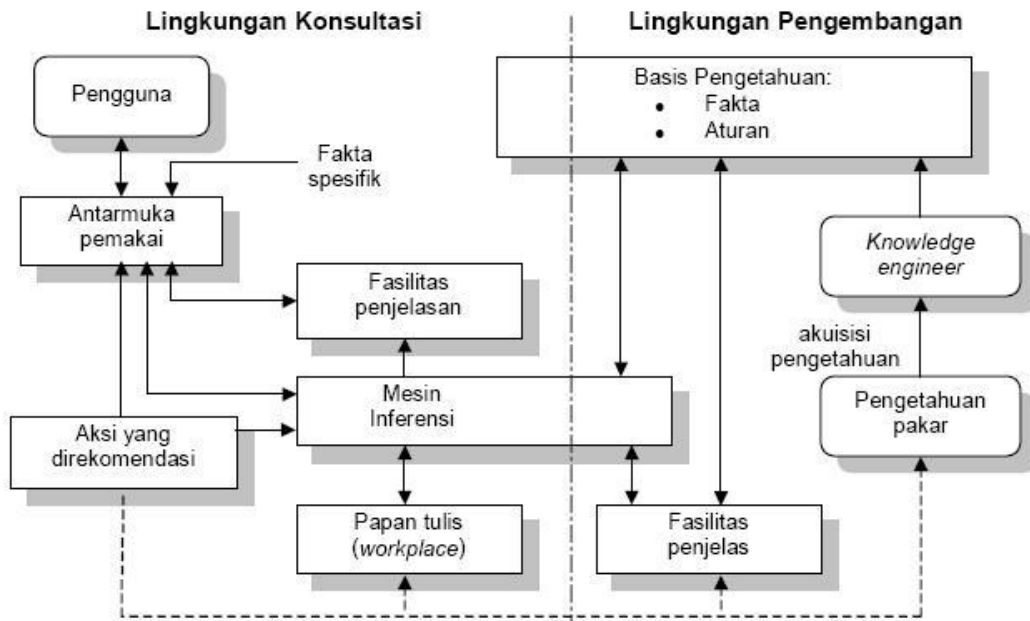 Lingkungan Konsultasi
Lingkungan Pengembangan
Pengguna
Basis Pengetahuan:
• Fakta
• Aturan
Fakta
spesifik
Antarmuka
pemakai
Knowledge
engineer
Fasilitas
penjelasan
akuisisi
pengetahuan
Mesin
Inferensi
Pengetahuan
pakar
Aksi yang
direkomendasi
Papan tulis
(workplace)
Fasilitas
penjelas